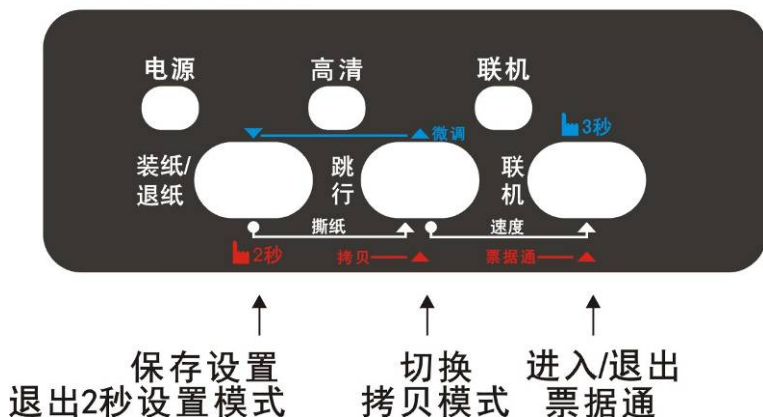 电源 高清 联机
微调 3秒
装纸/ 跳 联
退纸 行 机
撕纸 速度
2秒 拷贝 票据通
保存设置 切换 进入/退出
退出2秒设置模式 拷贝模式 票据通